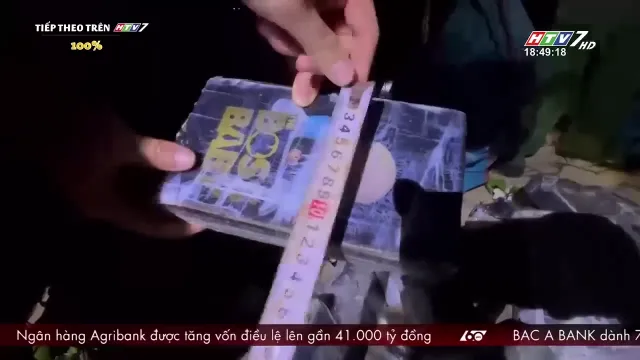 TIẾP THEO TRÊN HTV7
100%
HTV7 HD
18:49:18
BOSS
BABY
3 4 5 6 7 8 9 10 1 2 3 4 5 6
Ngân hàng Agribank được tăng vốn điều lệ lên gần 41.000 tỷ đồng
60
BAC A BANK dành 7